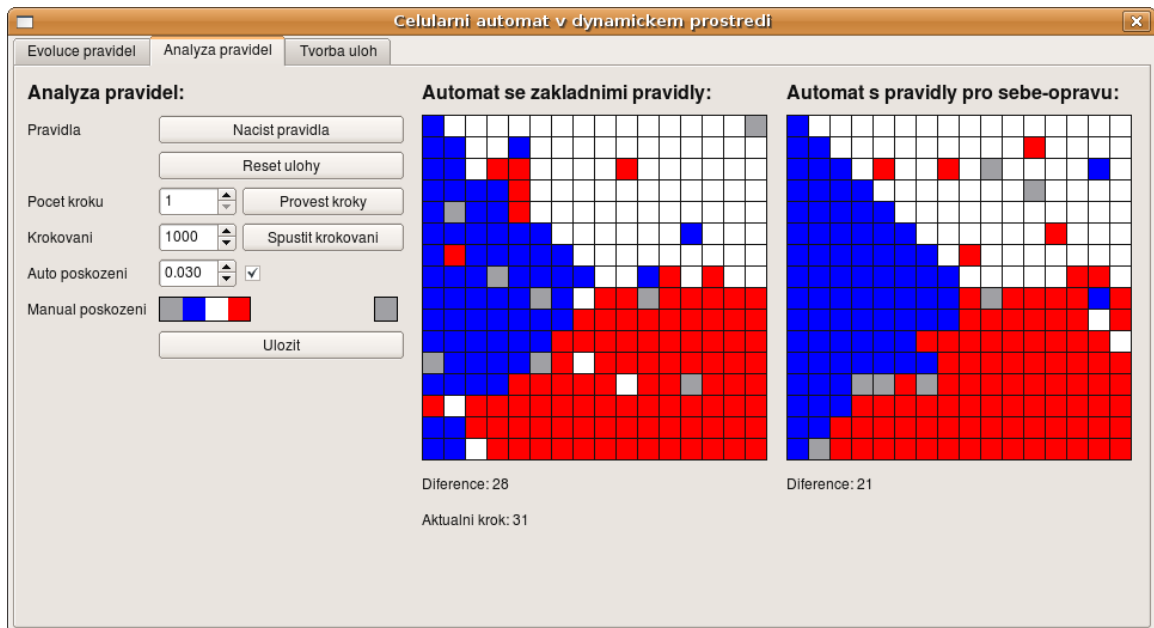 Celularni automat v dynamickem prostredi
Evoluce pravidel
Analyza pravidel
Tvorba uloh
Analyza pravidel:
Pravidla
Nacist pravidla
Reset ulohy
Pocet kroku
1
Provest kroky
Krokovani
1000
Spustit krokovani
Auto poskozeni
0.030
Manual poskozeni
Ulozit
Automat se zakladnimi pravidly:
Diference: 28
Aktualni krok: 31
Automat s pravidly pro sebe-opravu:
Diference: 21